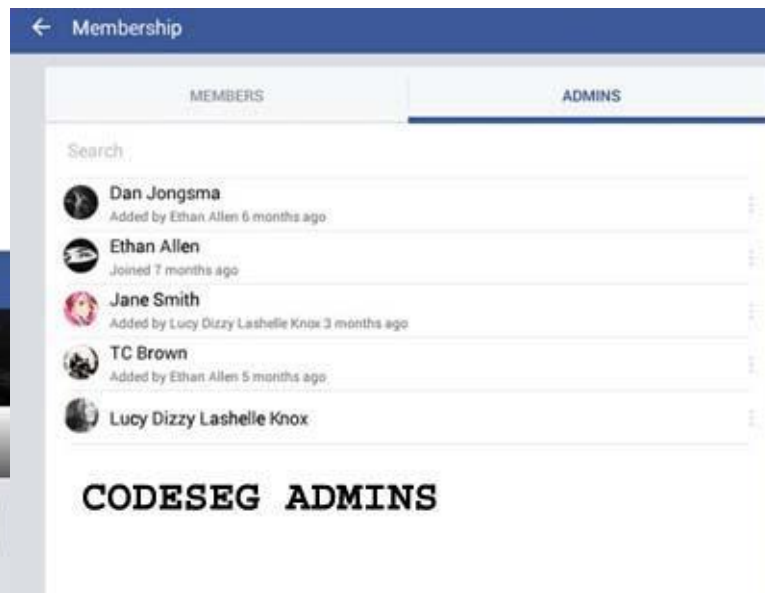 Membership
MEMBERS
ADMINS
Search
Dan Jongsma
Added by Ethan Allen 6 months ago
Ethan Allen
Joined 7 months ago
Jane Smith
Added by Lucy Dizzy Lashelle Knox 3 months ago
TC Brown
Added by Ethan Allen 5 months ago
Lucy Dizzy Lashelle Knox
CODESEG ADMINS